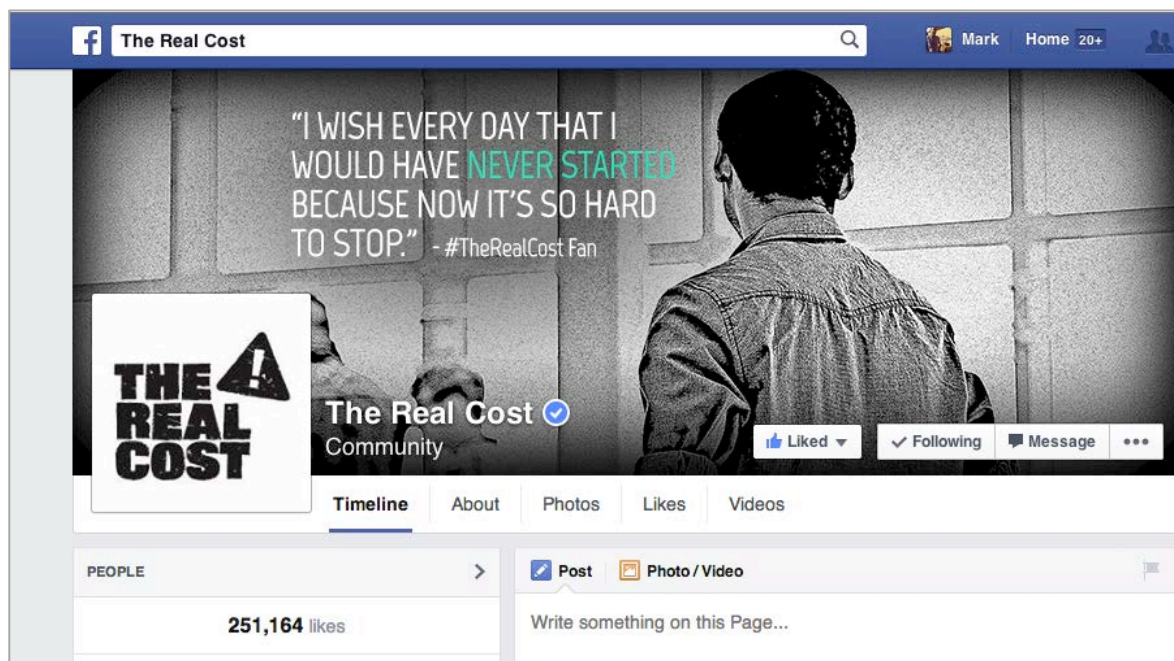 The Real Cost
Mark
Home 20+
“I WISH EVERY DAY THAT I
WOULD HAVE NEVER STARTED
BECAUSE NOW IT’S SO HARD
TO STOP.” - #TheRealCost Fan
THE
REAL
COST
The Real Cost
Community
Liked
Following
Message
Timeline
About
Photos
Likes
Videos
PEOPLE
251,164 likes
Post
Photo / Video
Write something on this Page...